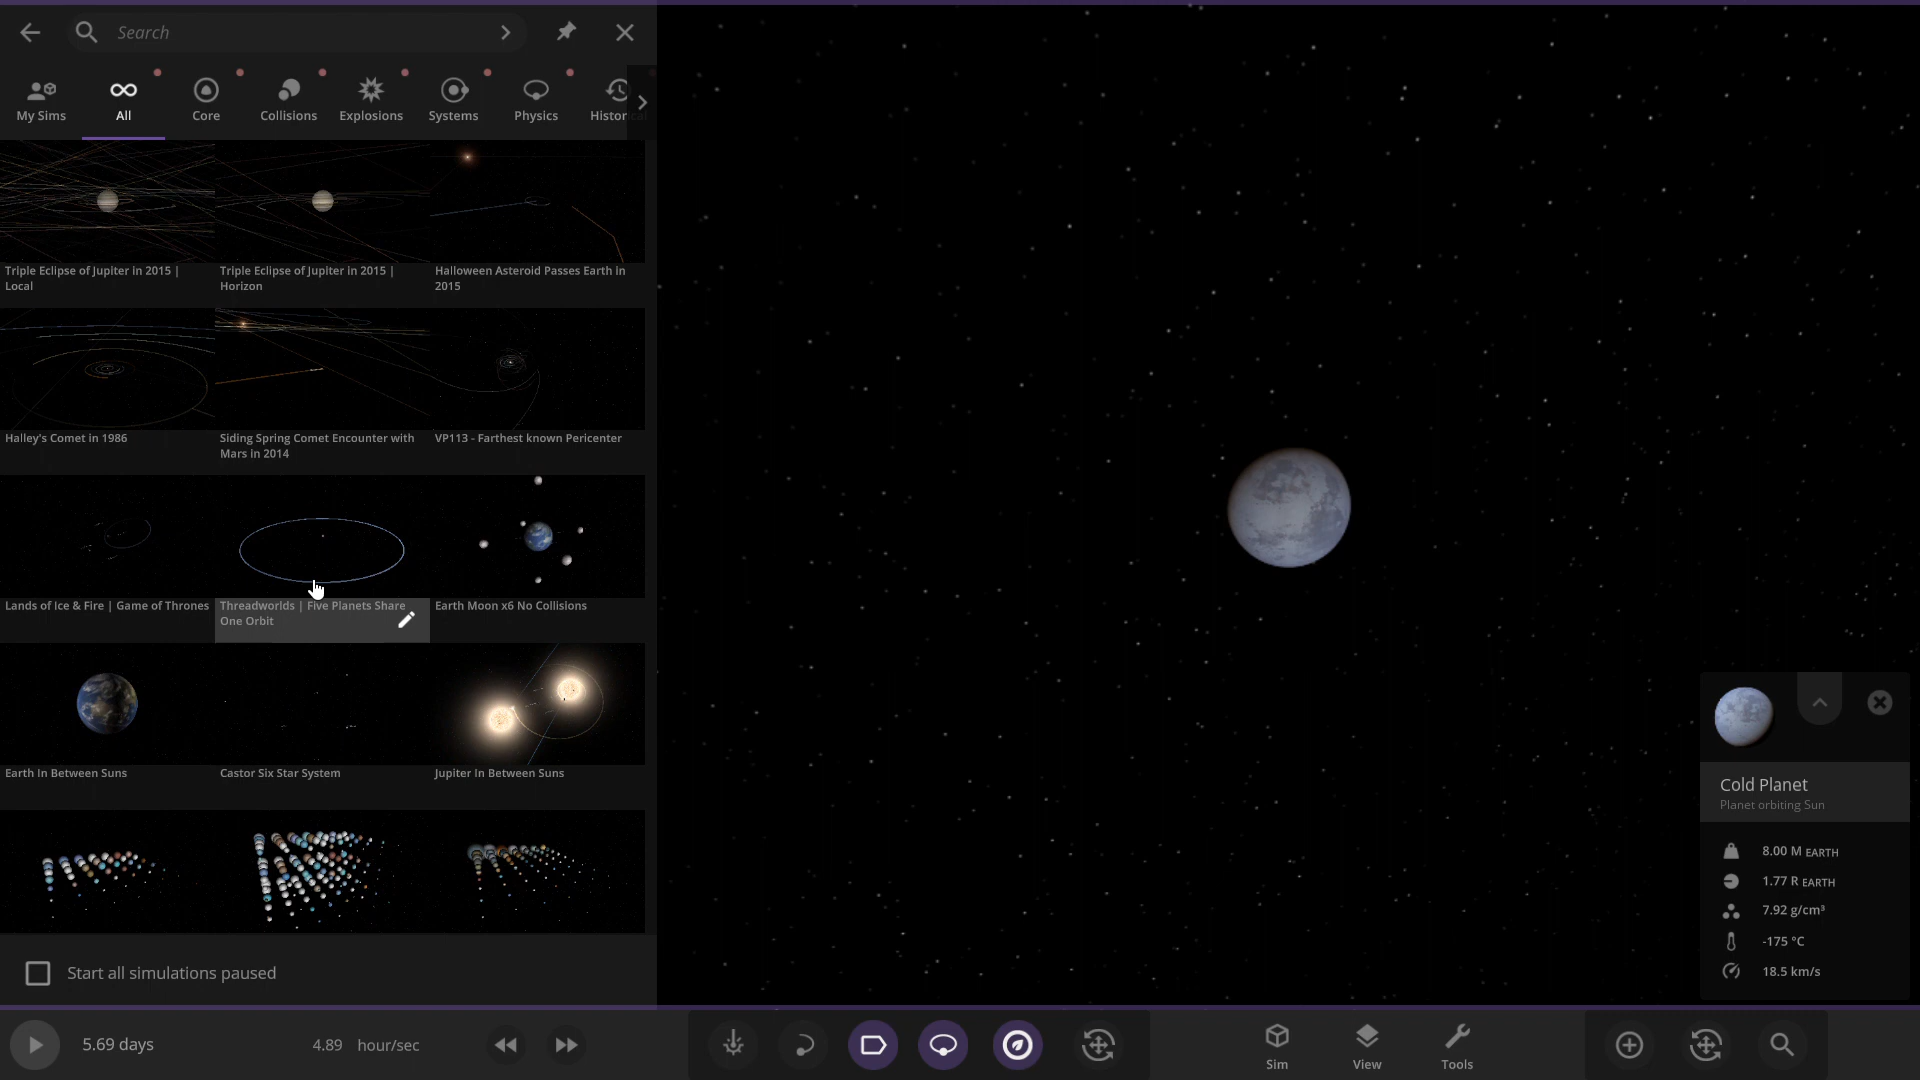 Search
My Sims
All
Core
Collisions
Explosions
Systems
Physics
Triple Eclipse of Jupiter in 2015 |
Local
Triple Eclipse of Jupiter in 2015 |
Horizon
Halloween Asteroid Passes Earth in
2015
Halley's Comet in 1986
Siding Spring Comet Encounter with
Mars in 2014
VP113 - Farthest known Pericenter
Lands of Ice & Fire | Game of Thrones
Threadworlds | Five Planets Share
One Orbit
Earth Moon x6 No Collisions
Earth In Between Suns
Castor Six Star System
Jupiter In Between Suns
Start all simulations paused
Cold Planet
Planet orbiting Sun
8.00 M EARTH
1.77 R EARTH
7.92 g/cm³
-175 °C
18.5 km/s
5.69 days
4.89 hour/sec
Sim
View
Tools